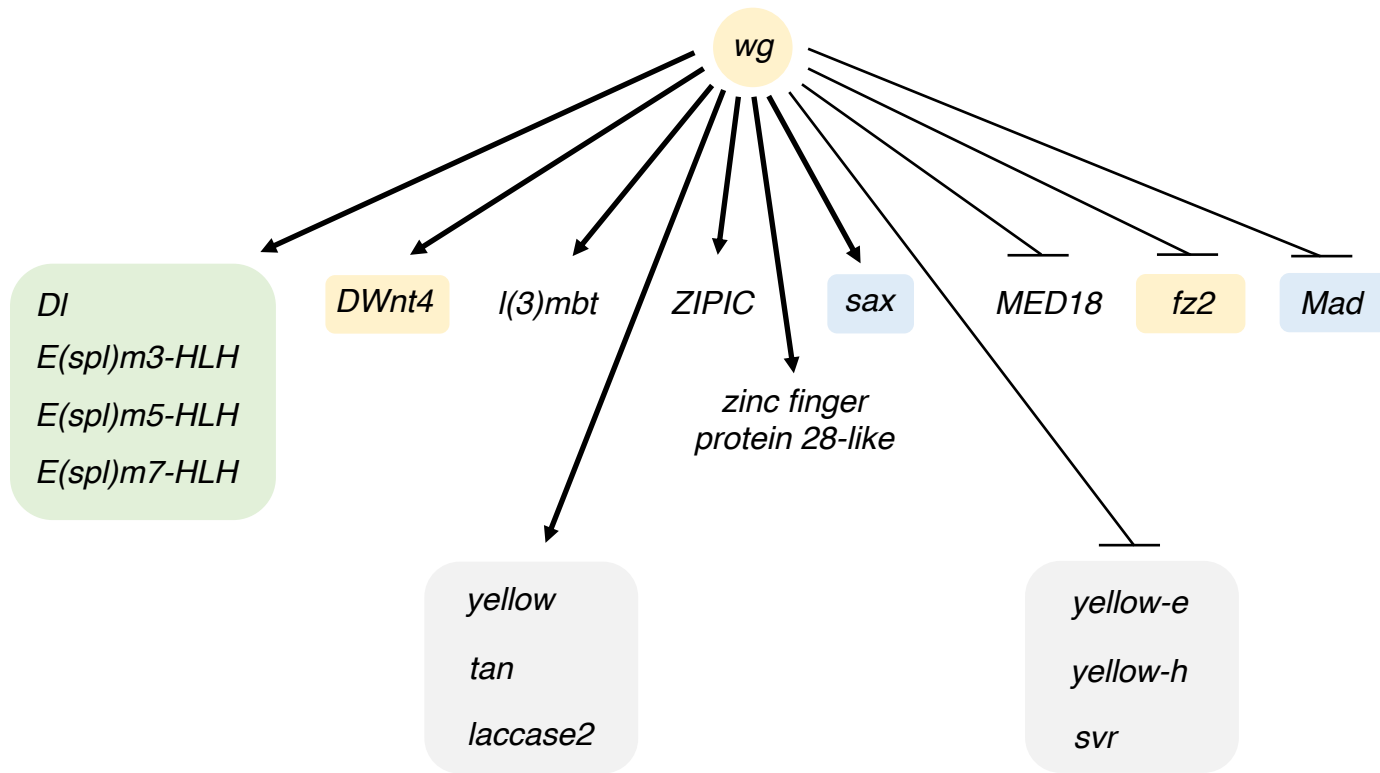 wg
Dl
E(spl)m3-HLH
E(spl)m5-HLH
E(spl)m7-HLH
DWnt4
l(3)mbt
ZIPIC
sax
MED18
fz2
Mad
zinc finger
protein 28-like
yellow
tan
laccase2
yellow-e
yellow-h
svr